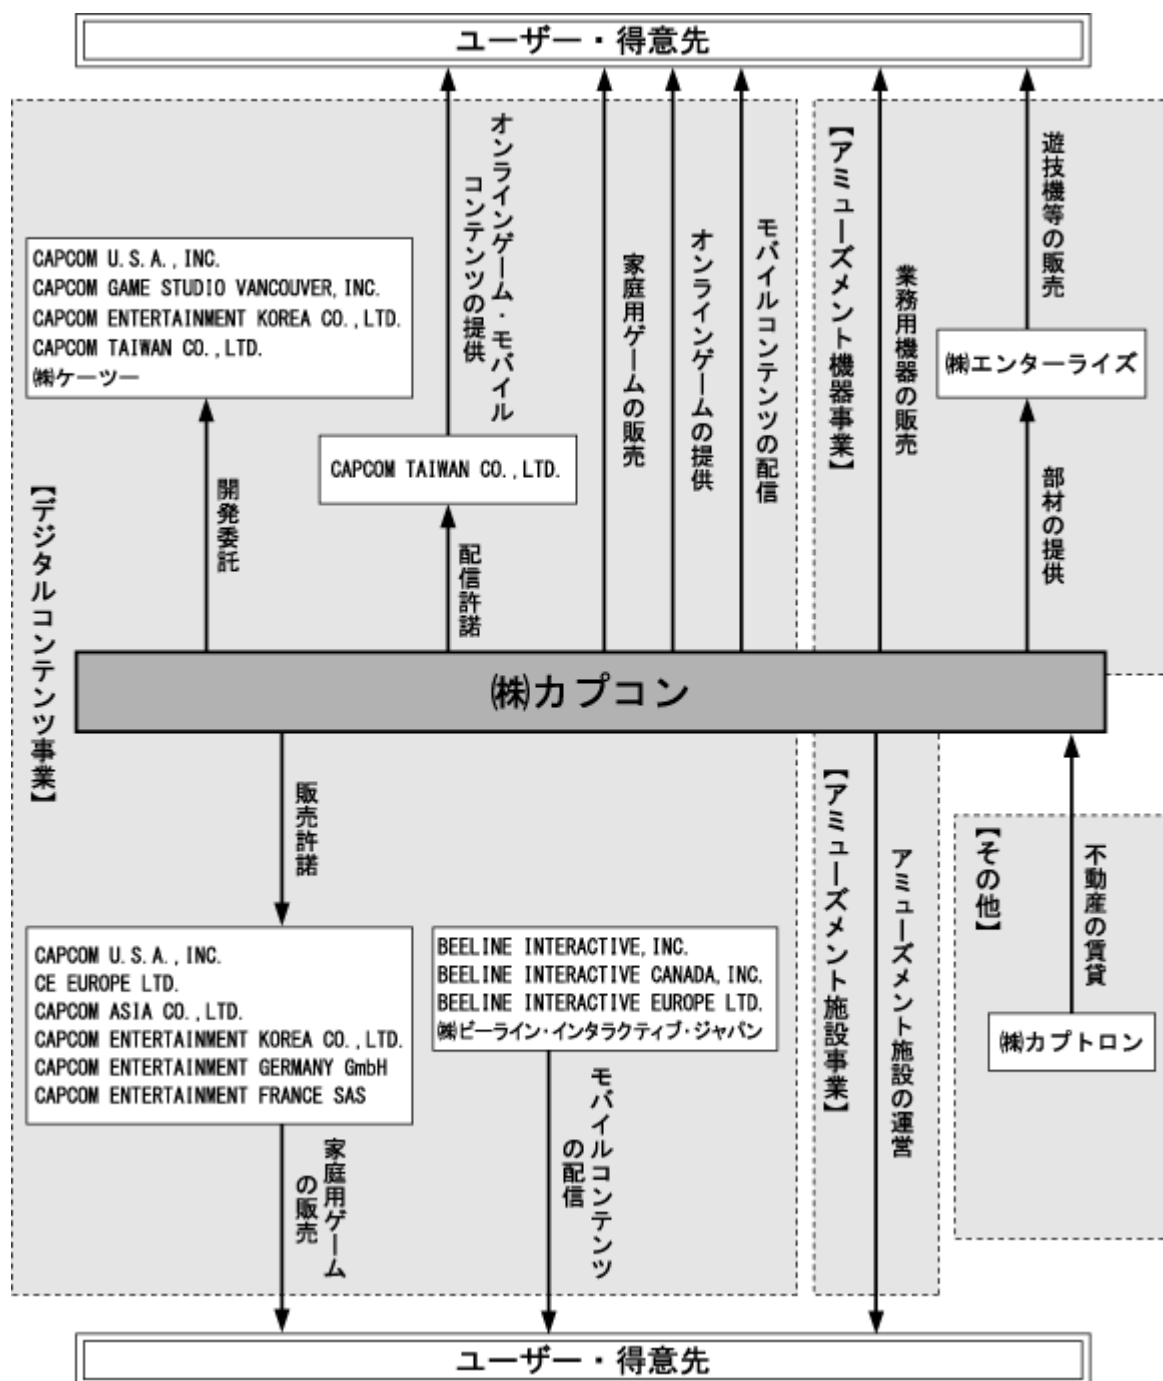 ユーザー・得意先
【デジタルコンテンツ事業】
CAPCOM U.S.A.,INC.
CAPCOM GAME STUDIO VANCOUVER,INC.
CAPCOM ENTERTAINMENT KOREA CO.,LTD.
CAPCOM TAIWAN CO.,LTD.
㈱ケーツー
開発委託
オンラインゲーム・モバイル
コンテンツの提供
CAPCOM TAIWAN CO.,LTD.
配信許諾
家庭用ゲームの販売
オンラインゲームの提供
モバイルコンテンツの配信
【アミューズメント機器事業】
業務用機器の販売
遊技機等の販売
㈱エンターライズ
部材の提供
㈱カプコン
販売許諾
CAPCOM U.S.A.,INC.
CE EUROPE LTD.
CAPCOM ASIA CO.,LTD.
CAPCOM ENTERTAINMENT KOREA CO.,LTD.
CAPCOM ENTERTAINMENT GERMANY GmbH
CAPCOM ENTERTAINMENT FRANCE SAS
家庭用ゲーム
の販売
BEELINE INTERACTIVE,INC.
BEELINE INTERACTIVE CANADA,INC.
BEELINE INTERACTIVE EUROPE LTD.
㈱ビーライン・インタラクティブ・ジャパン
モバイルコンテンツ
の配信
【アミューズメント施設事業】
アミューズメント施設の運営
【その他】
不動産の賃貸
㈱カプトロン
ユーザー・得意先